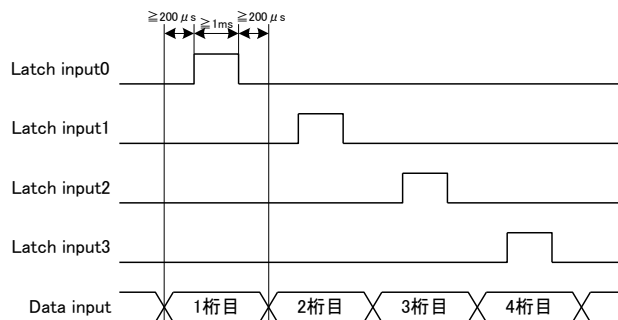 ≧200μs ≧1ms ≧200μs
Latch input0
Latch input1
Latch input2
Latch input3
Data input 1桁目 2桁目 3桁目 4桁目